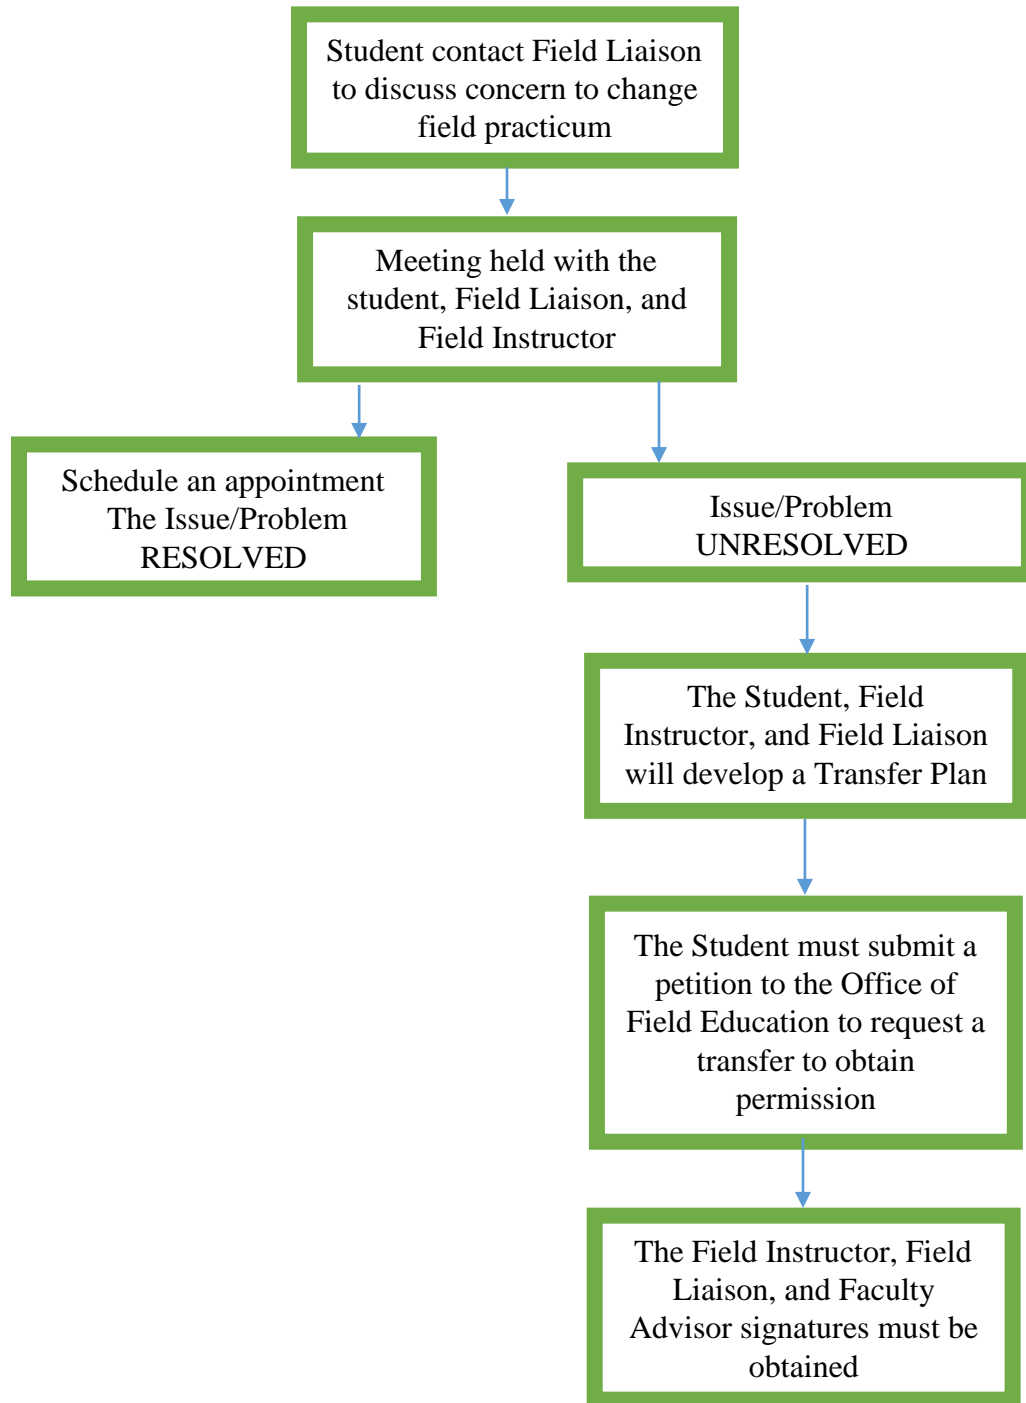 Student contact Field Liaison
to discuss concern to change
field practicum
Meeting held with the
student, Field Liaison, and
Field Instructor
Schedule an appointment
The Issue/Problem
RESOLVED
Issue/Problem
UNRESOLVED
The Student, Field
Instructor, and Field Liaison
will develop a Transfer Plan
The Student must submit a
petition to the Office of
Field Education to request a
transfer to obtain
permission
The Field Instructor, Field
Liaison, and Faculty
Advisor signatures must be
obtained